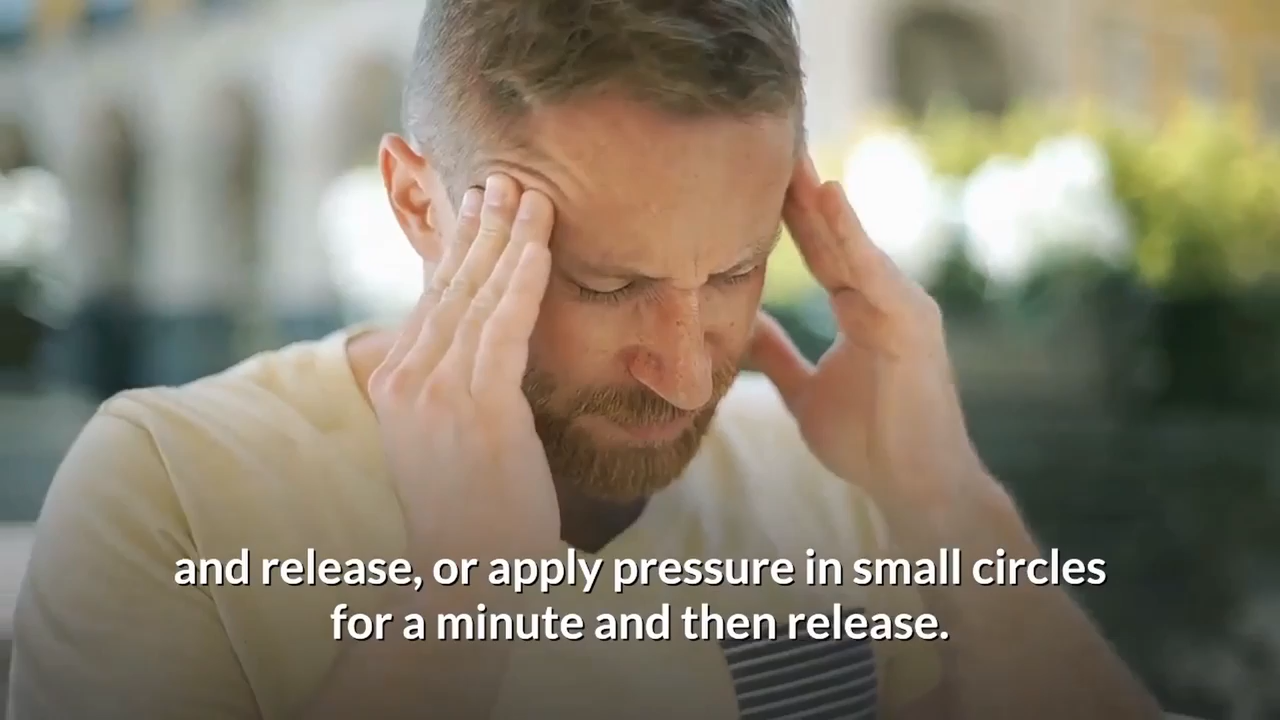 and release, or apply pressure in small circles
for a minute and then release.